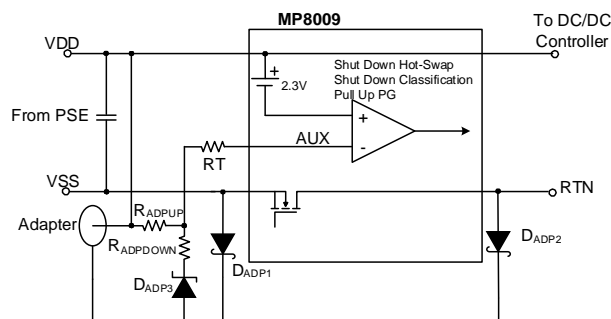 MP8009
To DC/DC
Controller
VDD
Shut Down Hot-Swap
Shut Down Classification
Pull Up PG
+
2.3V
From PSE
+
AUX
-
RT
VSS
RTN
RADPUP
Adapter
RADPDOWN
DADP1
DADP2
DADP3